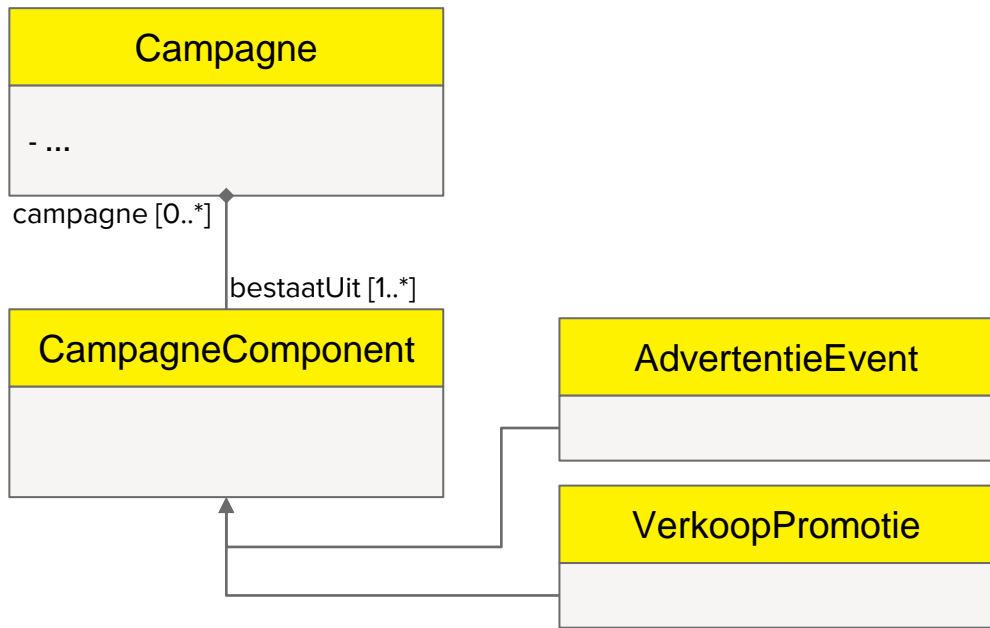 Campagne
- ...
campagne [0..*]
bestaatUit [1..*]
CampagneComponent
AdvertentieEvent
VerkoopPromotie